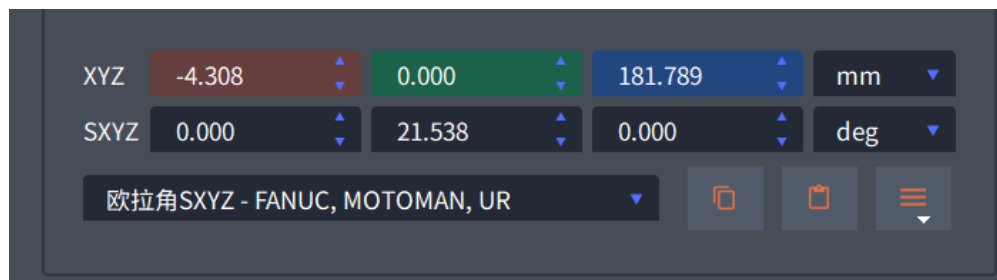 XYZ -4.308 0.000 181.789 mm
SXYZ 0.000 21.538 0.000 deg
欧拉角SXYZ - FANUC, MOTOMAN, UR